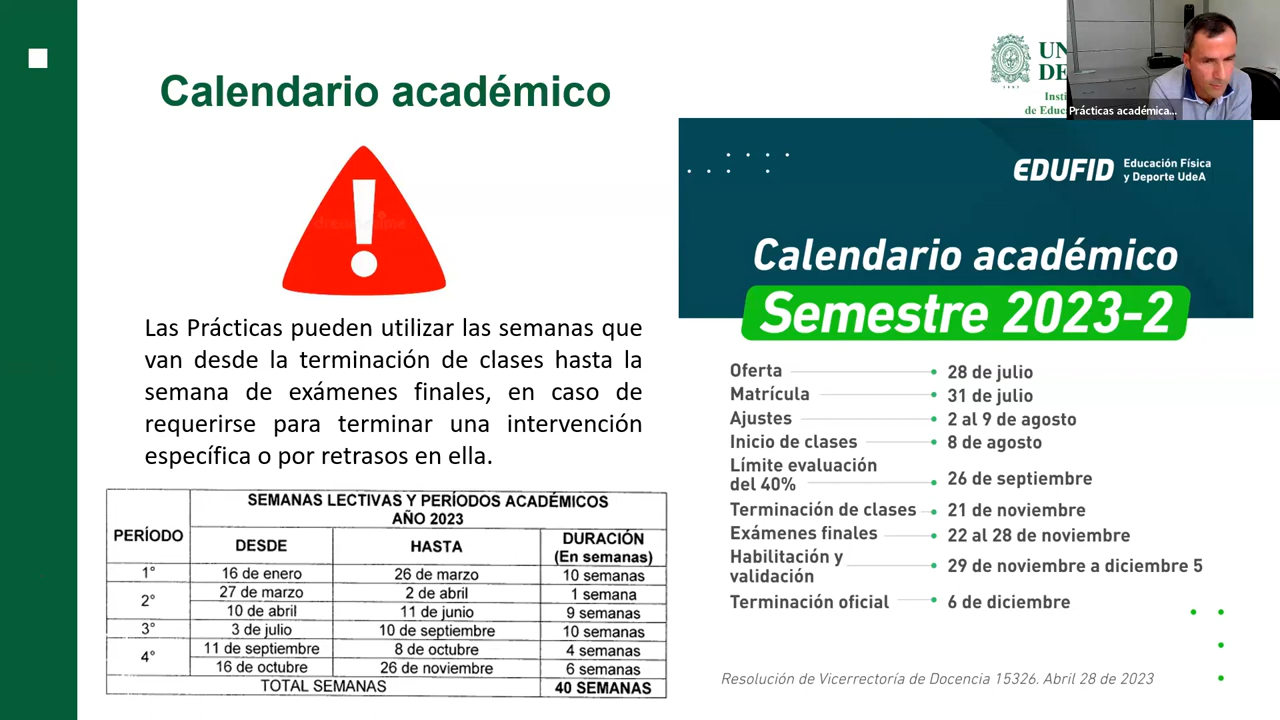 Calendario académico
Las Prácticas pueden utilizar las semanas que
van desde la terminación de clases hasta la
semana de exámenes finales, en caso de
requerirse para terminar una intervención
específica o por retrasos en ella.
SEMANAS LECTIVAS Y PERÍODOS ACADÉMICOS
AÑO 2023
PERÍODO DESDE HASTA DURACIÓN
(En semanas)
1° 16 de enero 26 de marzo 10 semanas
2° 27 de marzo 2 de abril 1 semana
10 de abril 11 de junio 9 semanas
3° 3 de julio 10 de septiembre 10 semanas
4° 11 de septiembre 8 de octubre 4 semanas
16 de octubre 26 de noviembre 6 semanas
TOTAL SEMANAS 40 SEMANAS
UN
DE
Insti
de Educ
Prácticas académica...
EDUFID Educación Física
y Deporte UdeA
Calendario académico
Semestre 2023-2
Oferta 28 de julio
Matrícula 31 de julio
Ajustes 2 al 9 de agosto
Inicio de clases 8 de agosto
Límite evaluación
del 40% 26 de septiembre
Terminación de clases 21 de noviembre
Exámenes finales 22 al 28 de noviembre
Habilitación y
validación 29 de noviembre a diciembre 5
Terminación oficial 6 de diciembre
Resolución de Vicerrectoría de Docencia 15326. Abril 28 de 2023